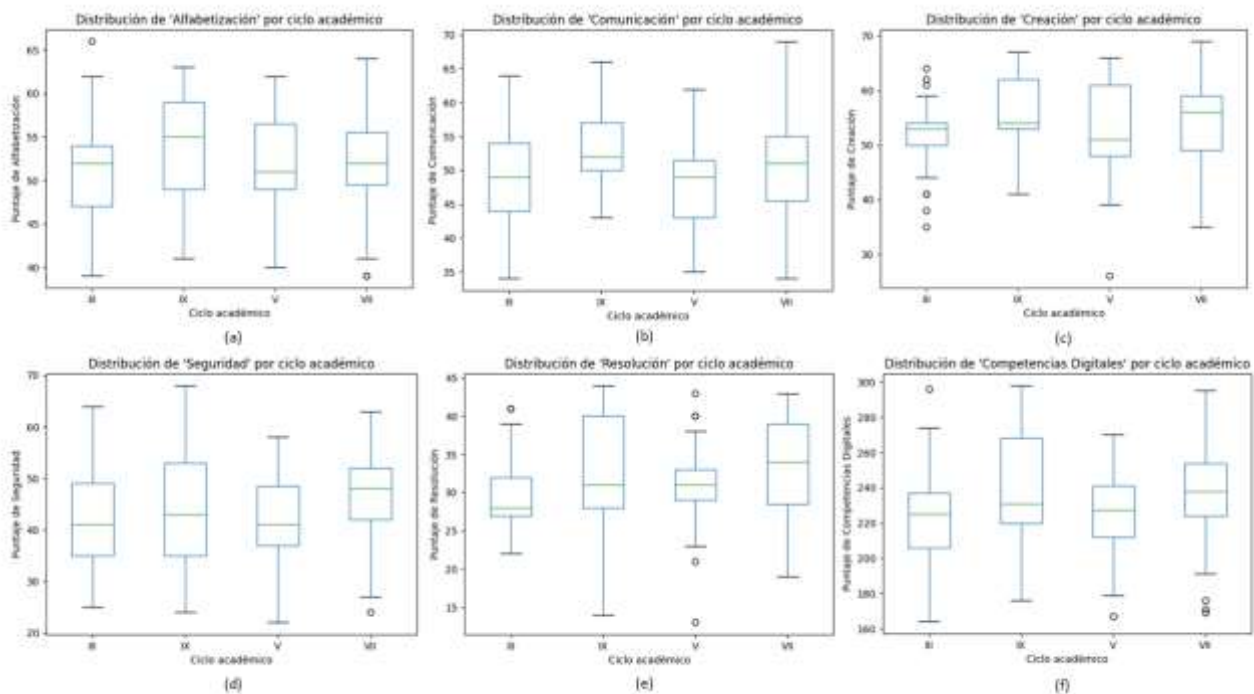 Distribución de 'Alfabetización' por ciclo académico
Puntaje de Alfabetización
65
60
55
50
45
40
III IX V VII
Ciclo académico
(a)
Distribución de 'Comunicación' por ciclo académico
Puntaje de Comunicación
70
65
60
55
50
45
40
35
III IX V VII
Ciclo académico
(b)
Distribución de 'Creación' por ciclo académico
Puntaje de Creación
70
60
50
40
30
III IX V VII
Ciclo académico
(c)
Distribución de 'Seguridad' por ciclo académico
Puntaje de Seguridad
70
60
50
40
30
20
III IX V VII
Ciclo académico
(d)
Distribución de 'Resolución' por ciclo académico
Puntaje de Resolución
45
40
35
30
25
20
15
III IX V VII
Ciclo académico
(e)
Distribución de 'Competencias Digitales' por ciclo académico
Puntaje de Competencias Digitales
300
280
260
240
220
200
180
160
III IX V VII
Ciclo académico
(f)